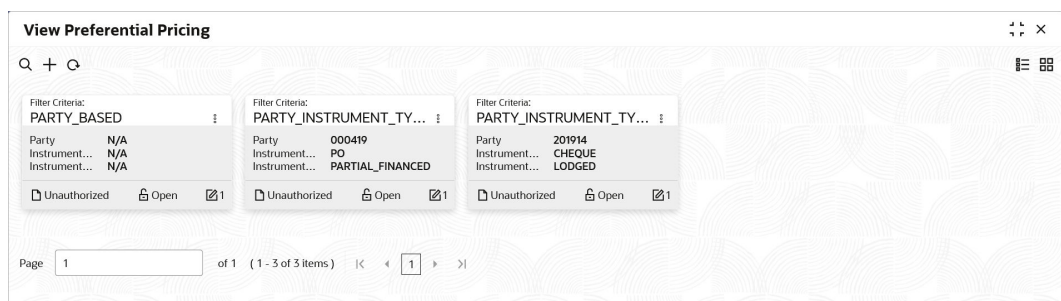 View Preferential Pricing
Filter Criteria:
PARTY_BASED
Party N/A
Instrument... N/A
Instrument... N/A
Unauthorized Open 1
Filter Criteria:
PARTY_INSTRUMENT_TY...
Party 000419
Instrument... PO
Instrument... PARTIAL_FINANCED
Unauthorized Open 1
Filter Criteria:
PARTY_INSTRUMENT_TY...
Party 201914
Instrument... CHEQUE
Instrument... LODGED
Unauthorized Open 1
Page 1 of 1 ( 1 - 3 of 3 items ) 1